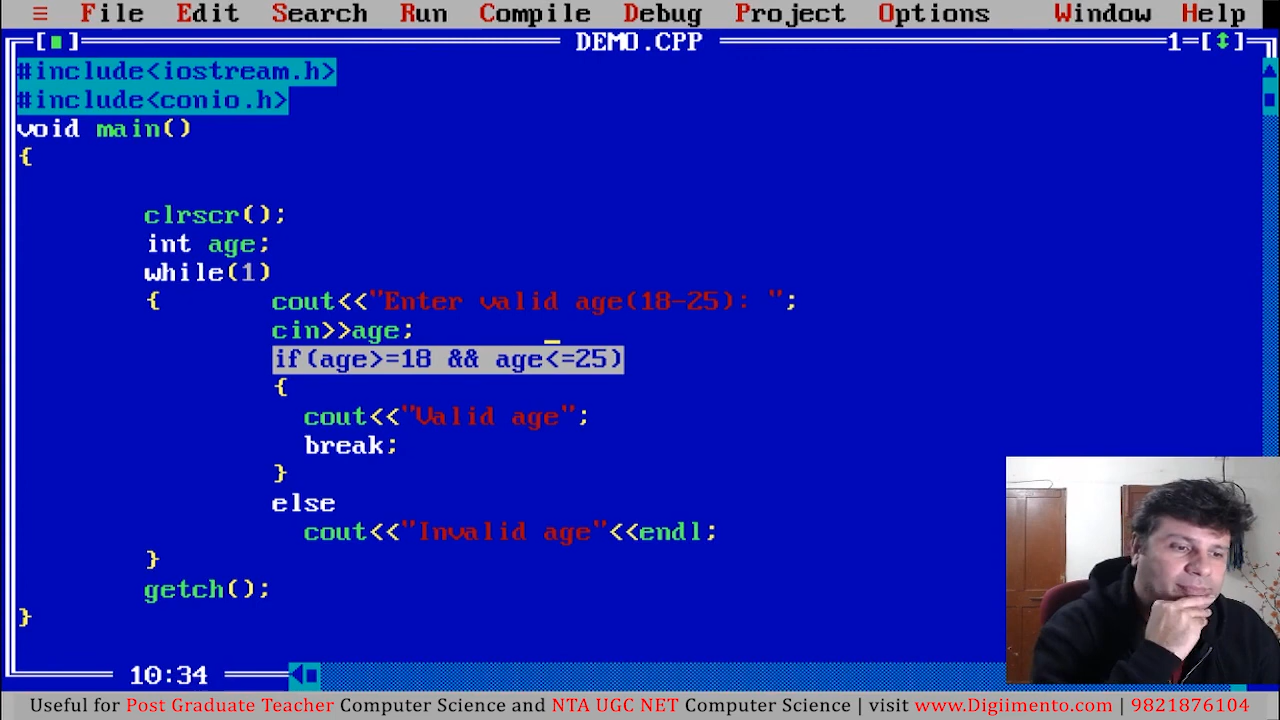 ≡ File Edit Search Run Compile Debug Project Options Window Help
[■] DEMO.CPP 1=[↕]
#include<iostream.h>
#include<conio.h>
void main()
{
clrscr();
int age;
while(1)
{ cout<<"Enter valid age(18-25): ";
cin>>age;
if(age>=18 && age<=25)
{
cout<<"Valid age";
break;
}
else
cout<<"Invalid age"<<endl;
}
getch();
}
10:34
Useful for Post Graduate Teacher Computer Science and NTA UGC NET Computer Science | visit www.Digiimento.com | 9821876104